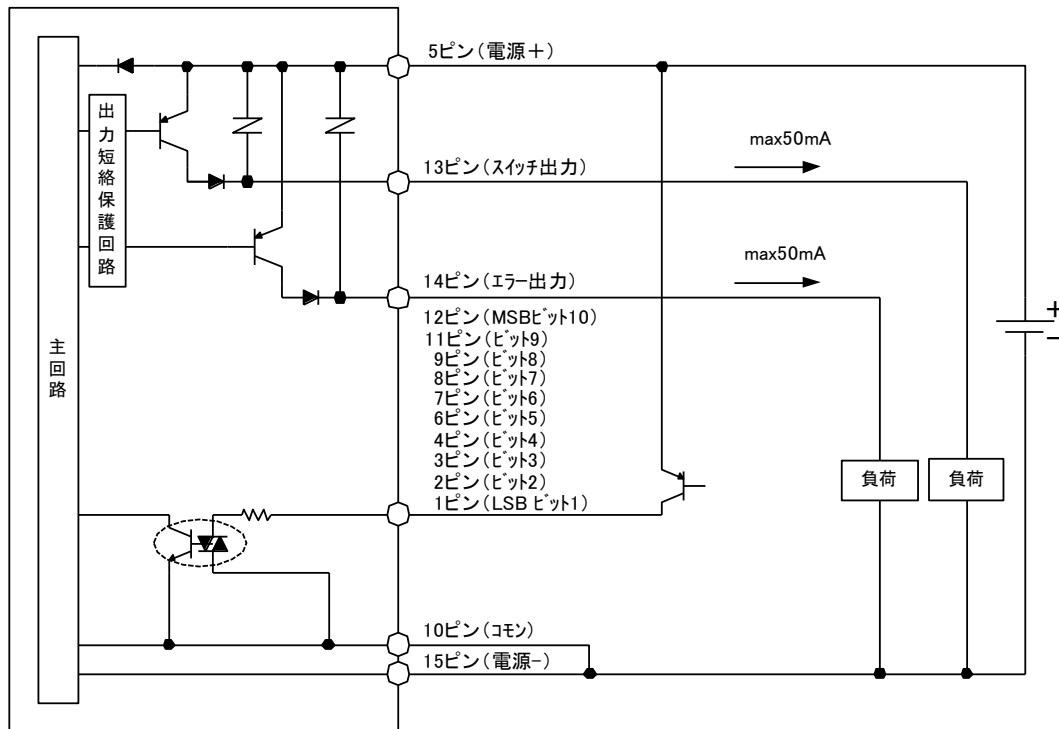 5ピン(電源＋)
出力短絡保護回路
max50mA
13ピン(スイッチ出力)
max50mA
14ピン(エラー出力)
12ピン(MSBビット10)
11ピン(ビット9)
9ピン(ビット8)
8ピン(ビット7)
7ピン(ビット6)
6ピン(ビット5)
4ピン(ビット4)
3ピン(ビット3)
2ピン(ビット2)
1ピン(LSB ビット1)
＋
－
主回路
負荷
負荷
10ピン(コモン)
15ピン(電源-)